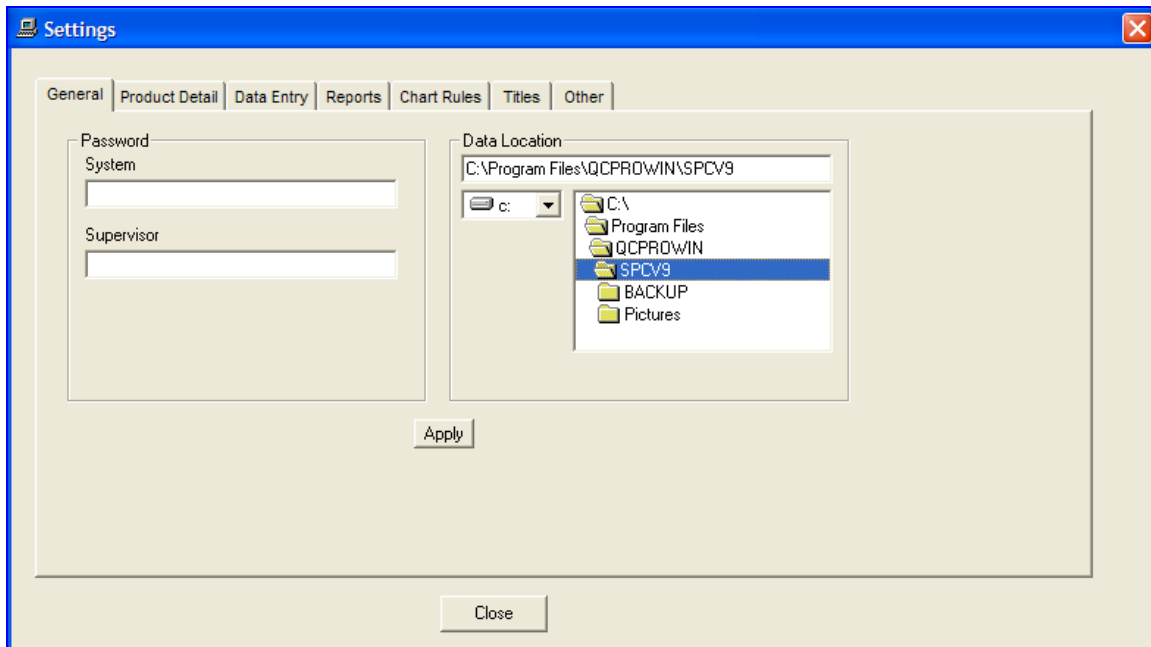 Settings
General
Product Detail
Data Entry
Reports
Chart Rules
Titles
Other
Password
System
Supervisor
Data Location
C:\Program Files\QCPROWIN\SPCV9
c:
C:\
Program Files
QCPROWIN
SPCV9
BACKUP
Pictures
Apply
Close